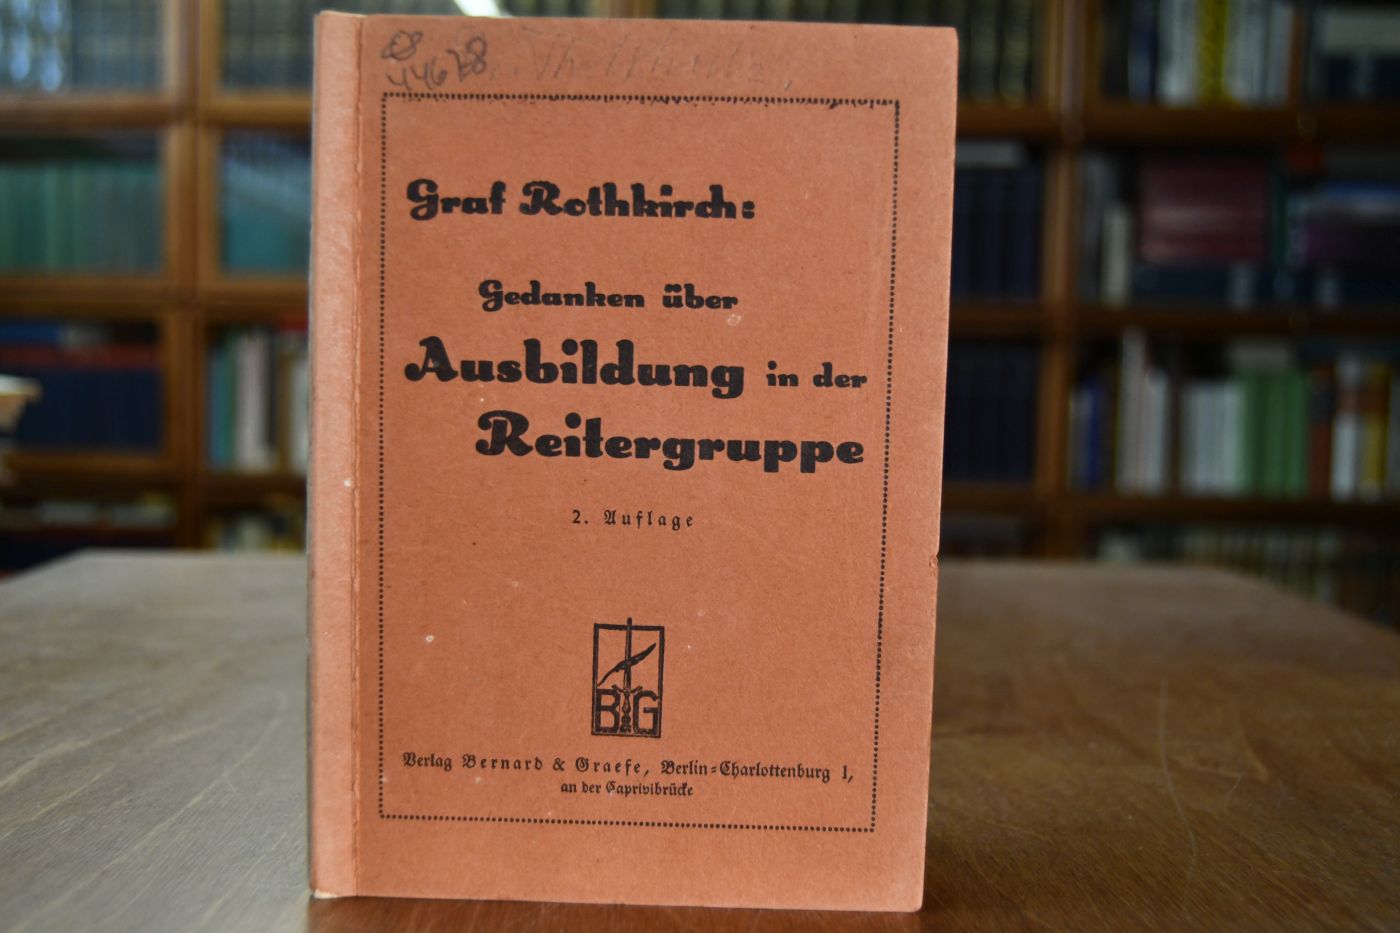 44628
Graf Rothkirch:
Gedanken über
Ausbildung in der
Reitergruppe
2. Auflage
BG
Verlag Bernard & Graefe, Berlin=Charlottenburg 1,
an der Caprivibrücke